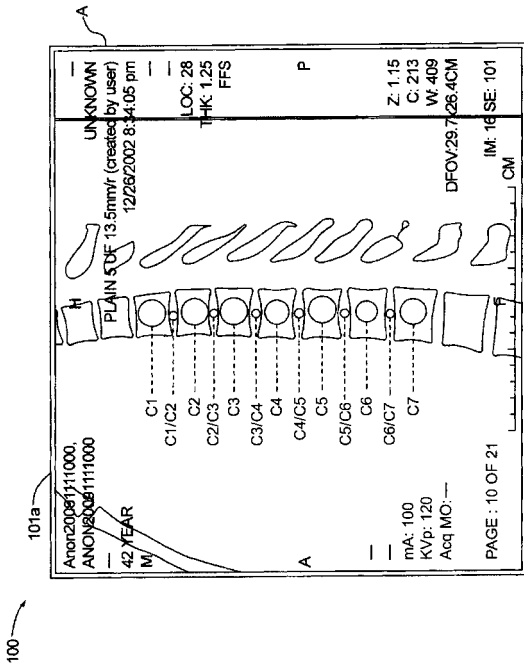 100
101a
A
Anon20081111000,
ANON20081111000
—
42 YEAR
M
—
UNKNOWN
PLAIN 5 OF 13.5mm/r (created by user)
12/26/2002 8:34:05 pm
—
—
LOC: 28
THK: 1.25
FFS
H
C1
C1/C2
C2
C2/C3
C3
C3/C4
C4
C4/C5
C5
C5/C6
C6
C6/C7
C7
A
P
—
—
mA: 100
KVp: 120
Acq MO: —
PAGE : 10 OF 21
Z: 1.15
C: 213
W: 409
DFOV:29.7x26.4CM
IM: 16 SE: 101
CM